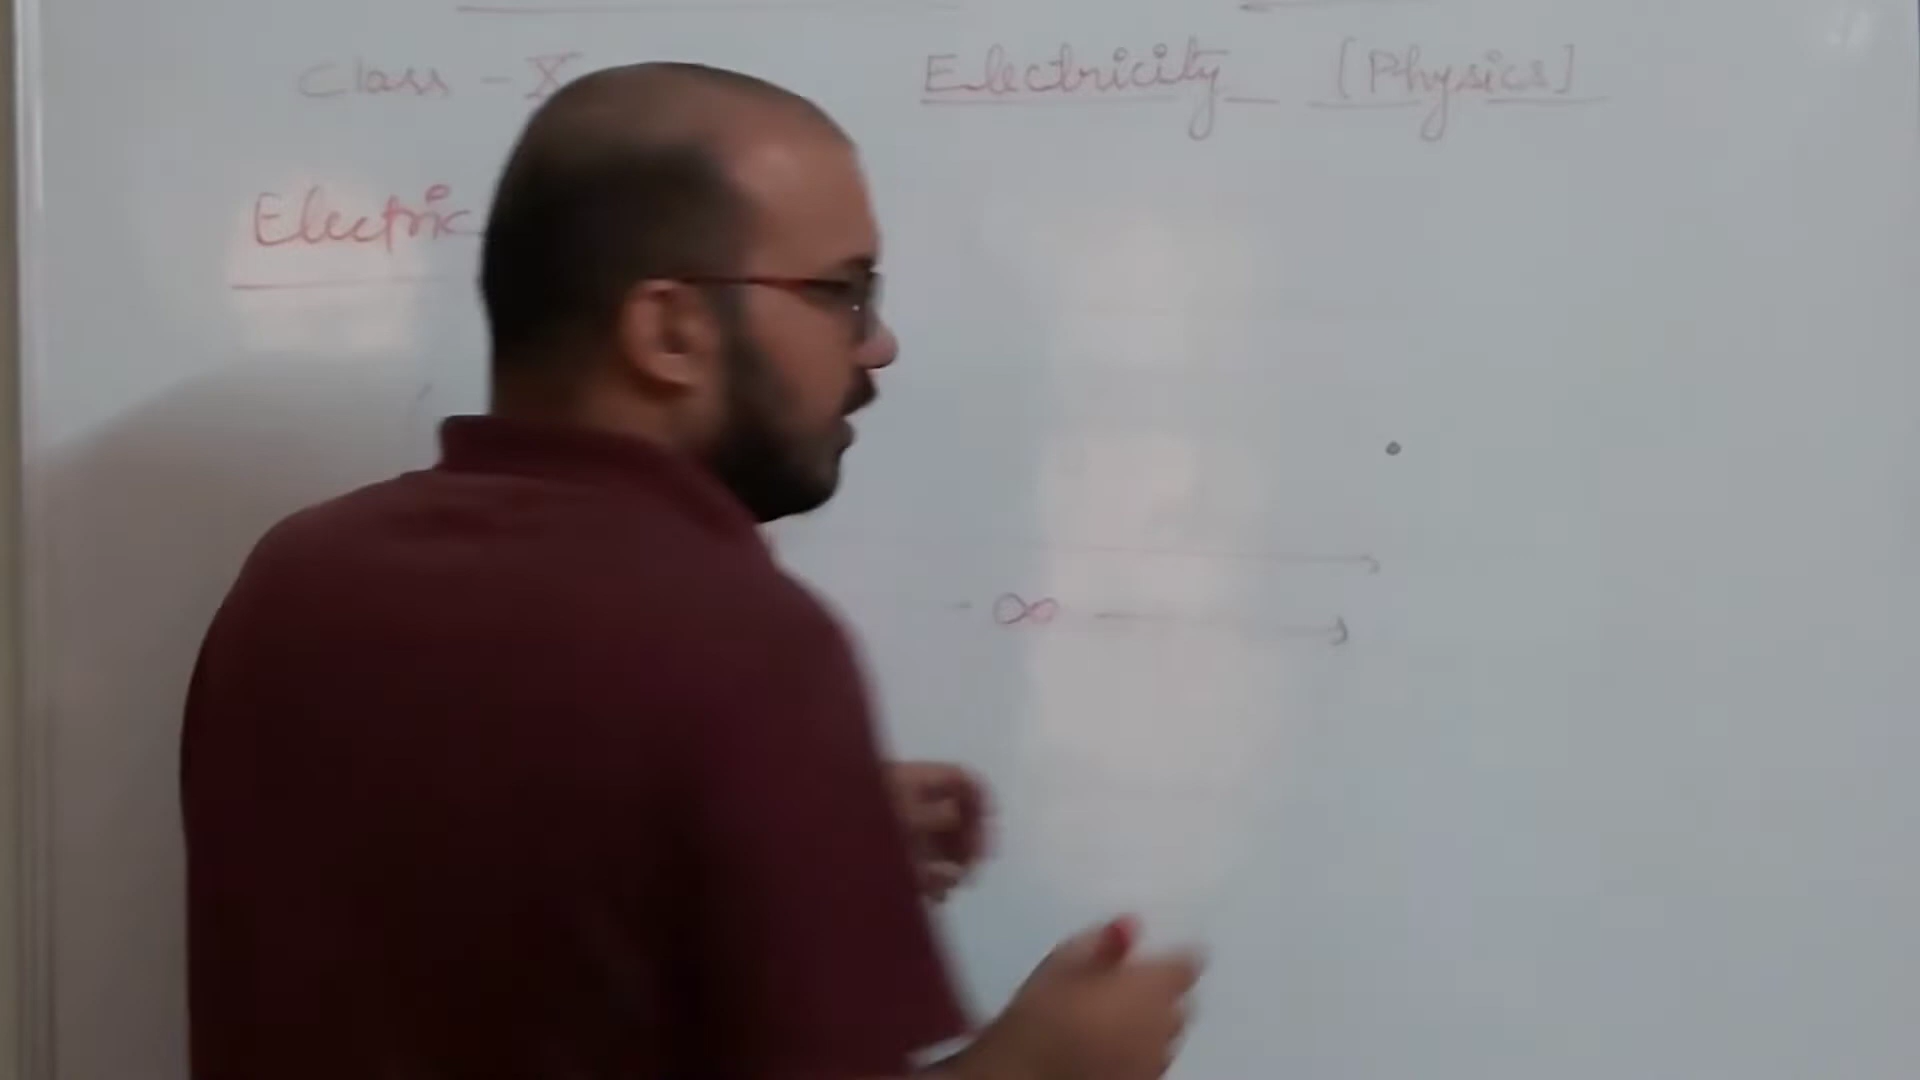 Class - X Electricity [Physics]
Electric
- ∞